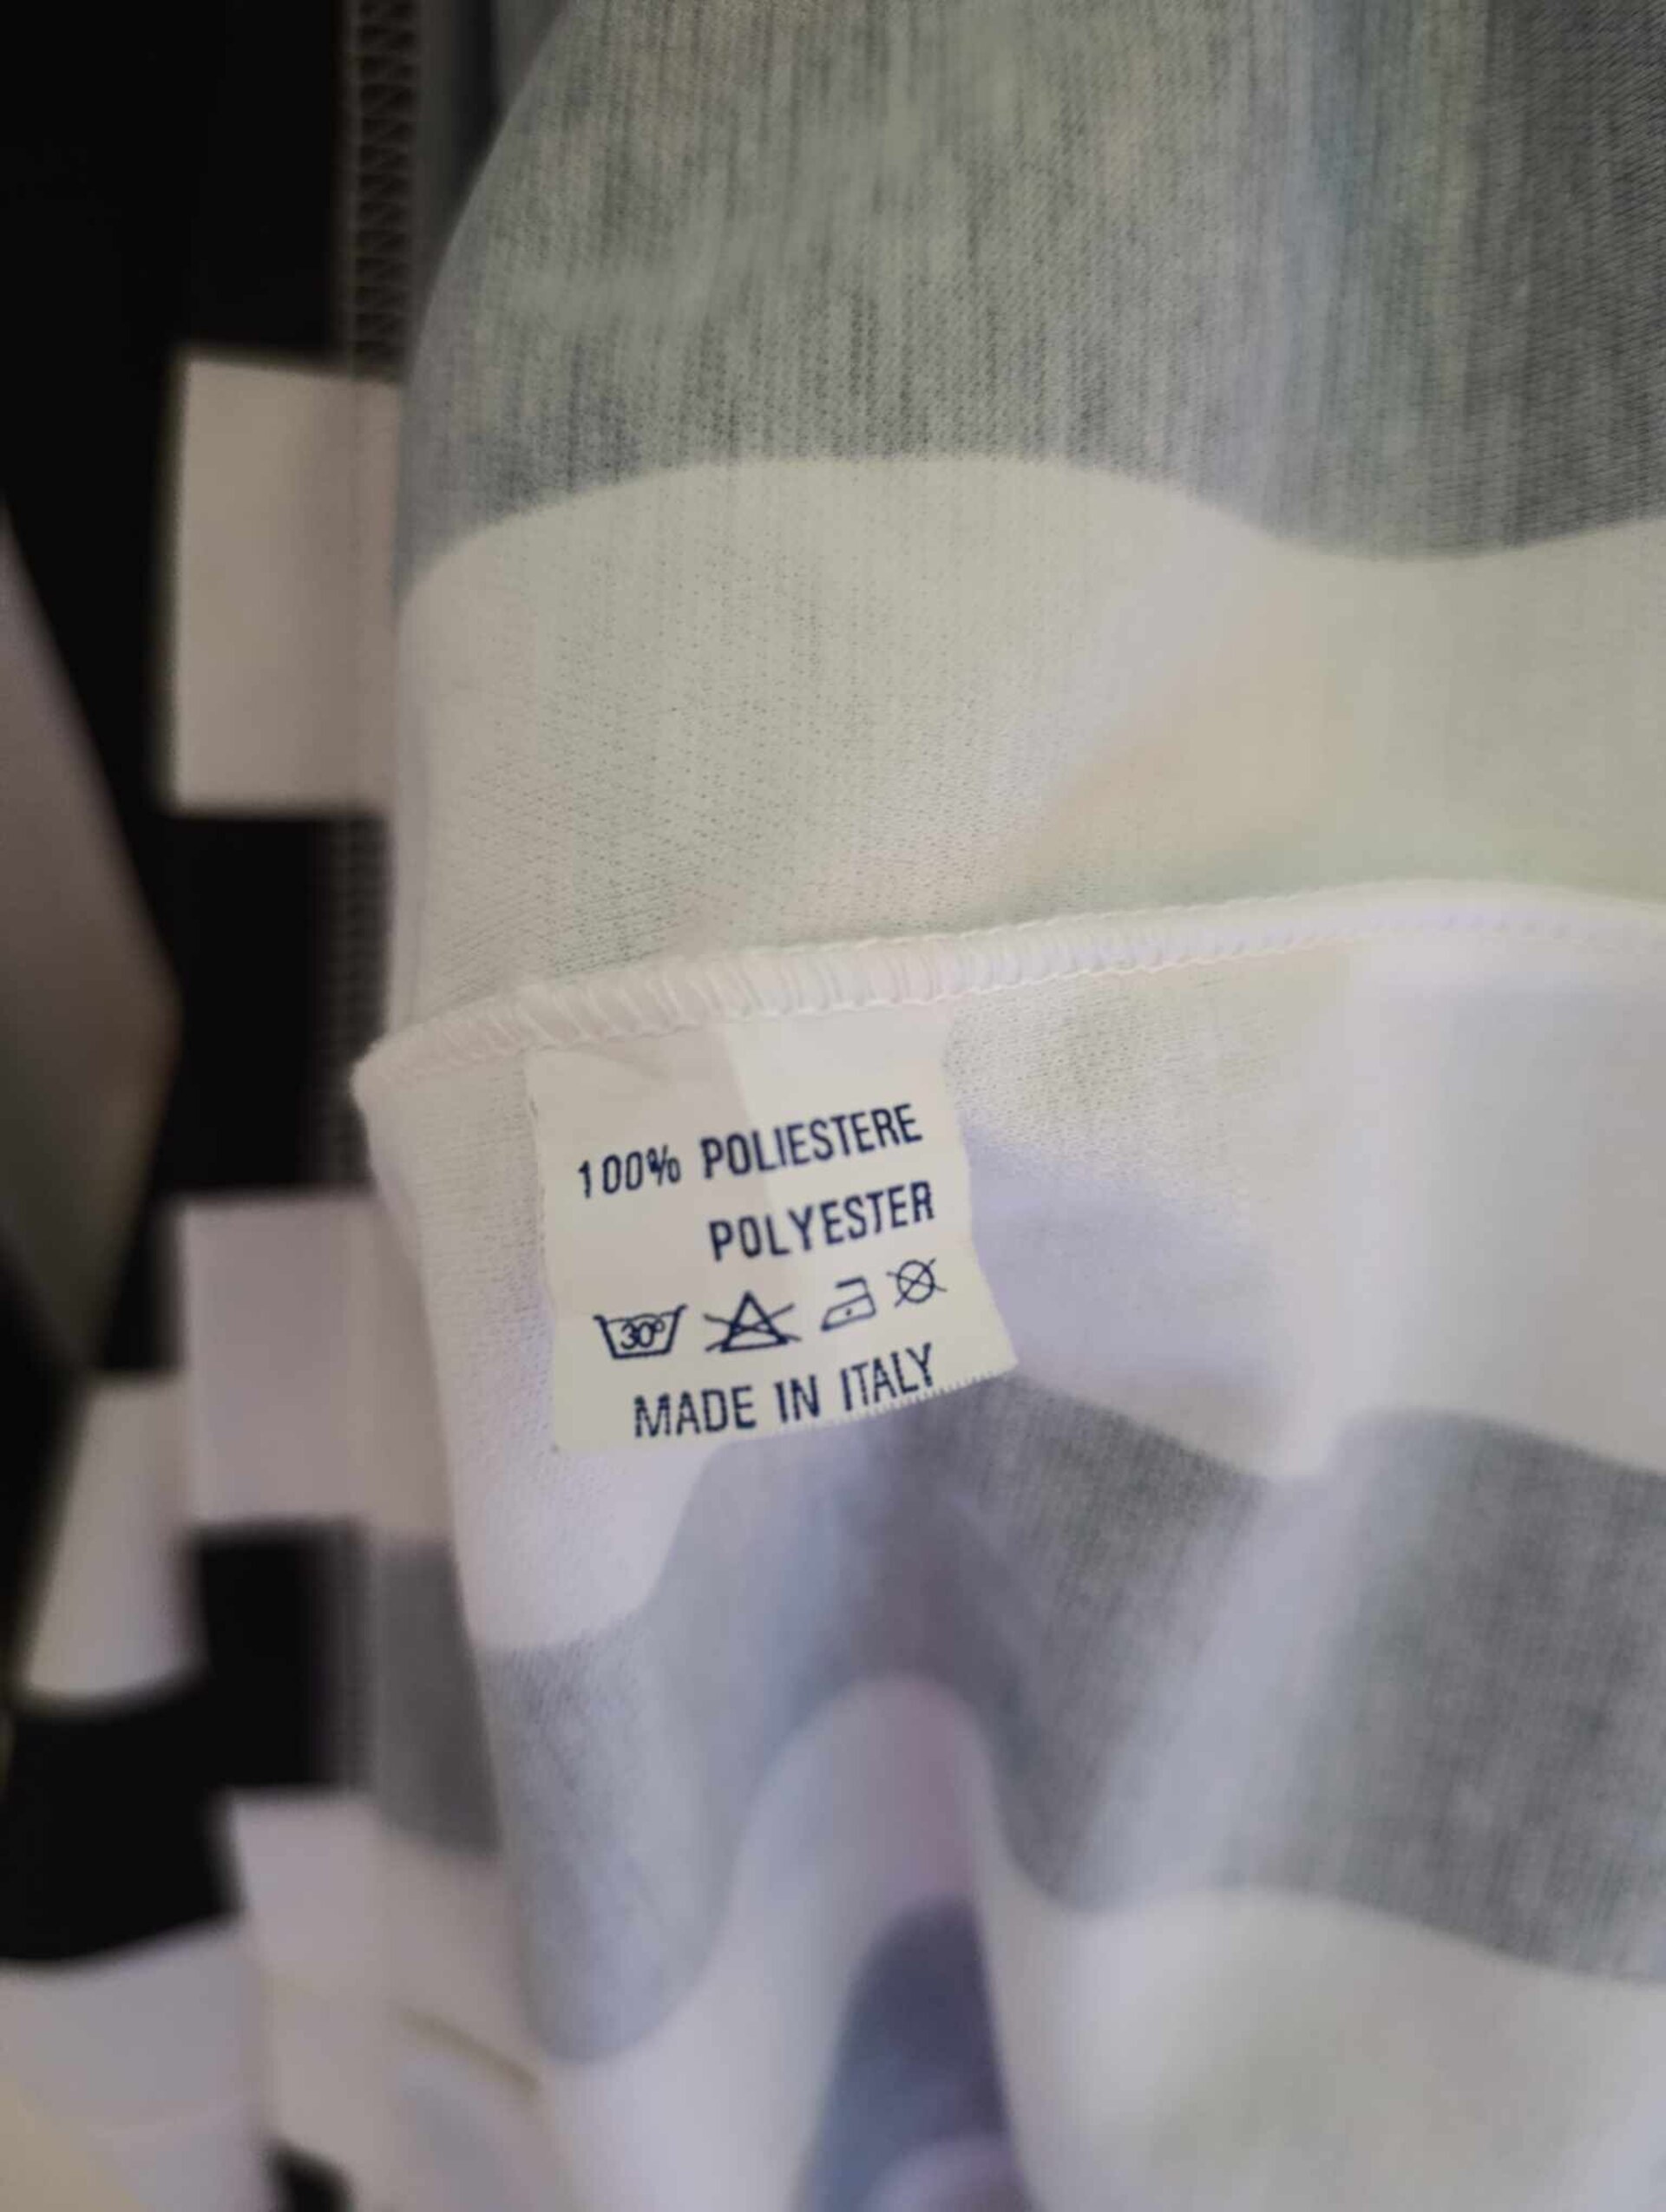 100% POLIESTERE
POLYESTER
30°
MADE IN ITALY